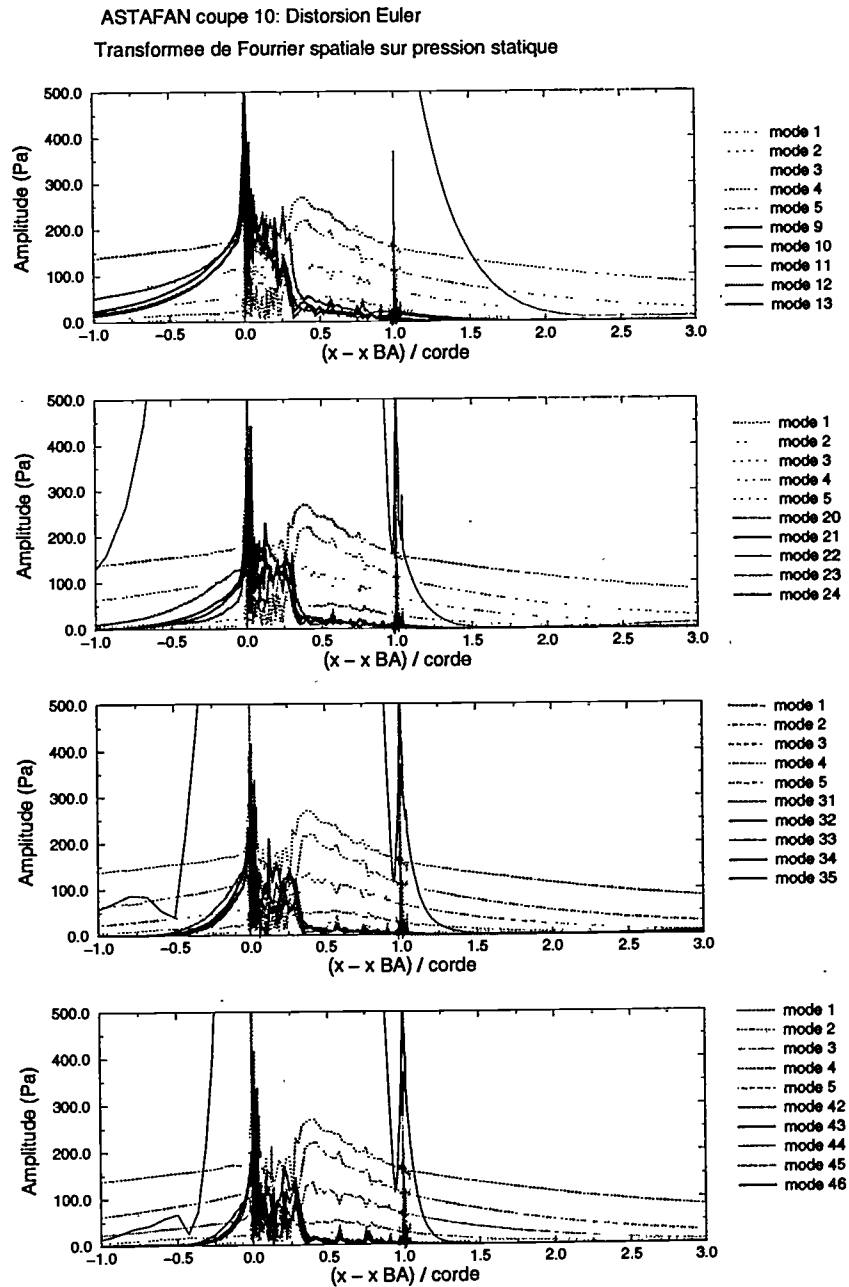 ASTAFAN coupe 10: Distorsion Euler
Transformee de Fourrier spatiale sur pression statique
500.0
400.0
300.0
200.0
100.0
0.0
Amplitude (Pa)
-1.0 -0.5 0.0 0.5 1.0 1.5 2.0 2.5 3.0
(x – x BA) / corde
mode 1
mode 2
mode 3
mode 4
mode 5
mode 9
mode 10
mode 11
mode 12
mode 13
500.0
400.0
300.0
200.0
100.0
0.0
Amplitude (Pa)
-1.0 -0.5 0.0 0.5 1.0 1.5 2.0 2.5 3.0
(x – x BA) / corde
mode 1
mode 2
mode 3
mode 4
mode 5
mode 20
mode 21
mode 22
mode 23
mode 24
500.0
400.0
300.0
200.0
100.0
0.0
Amplitude (Pa)
-1.0 -0.5 0.0 0.5 1.0 1.5 2.0 2.5 3.0
(x – x BA) / corde
mode 1
mode 2
mode 3
mode 4
mode 5
mode 31
mode 32
mode 33
mode 34
mode 35
500.0
400.0
300.0
200.0
100.0
0.0
Amplitude (Pa)
-1.0 -0.5 0.0 0.5 1.0 1.5 2.0 2.5 3.0
(x – x BA) / corde
mode 1
mode 2
mode 3
mode 4
mode 5
mode 42
mode 43
mode 44
mode 45
mode 46